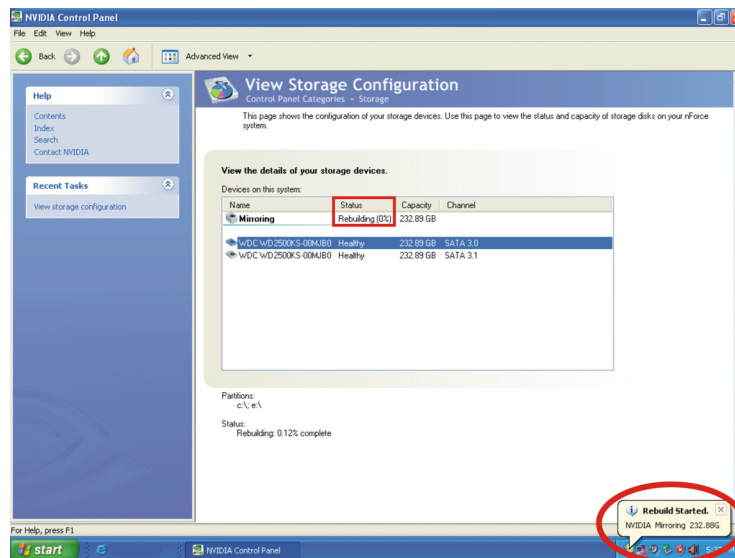 NVIDIA Control Panel
File Edit View Help
Back Advanced View
Help
Contents
Index
Search
Contact NVIDIA
Recent Tasks
View storage configuration
View Storage Configuration
Control Panel Categories - Storage
This page shows the configuration of your storage devices. Use this page to view the status and capacity of storage disks on your nForce
system.
View the details of your storage devices.
Devices on this system:
Name Status Capacity Channel
Mirroring Rebuilding (0%) 232.89 GB
WDC WD2500KS-00MJB0 Healthy 232.89 GB SATA 3.0
WDC WD2500KS-00MJB0 Healthy 232.89 GB SATA 3.1
Partitions:
c:\; e:\
Status:
Rebuilding: 0.12% complete
Rebuild Started.
NVIDIA Mirroring 232.88G
For Help, press F1
start NVIDIA Control Panel